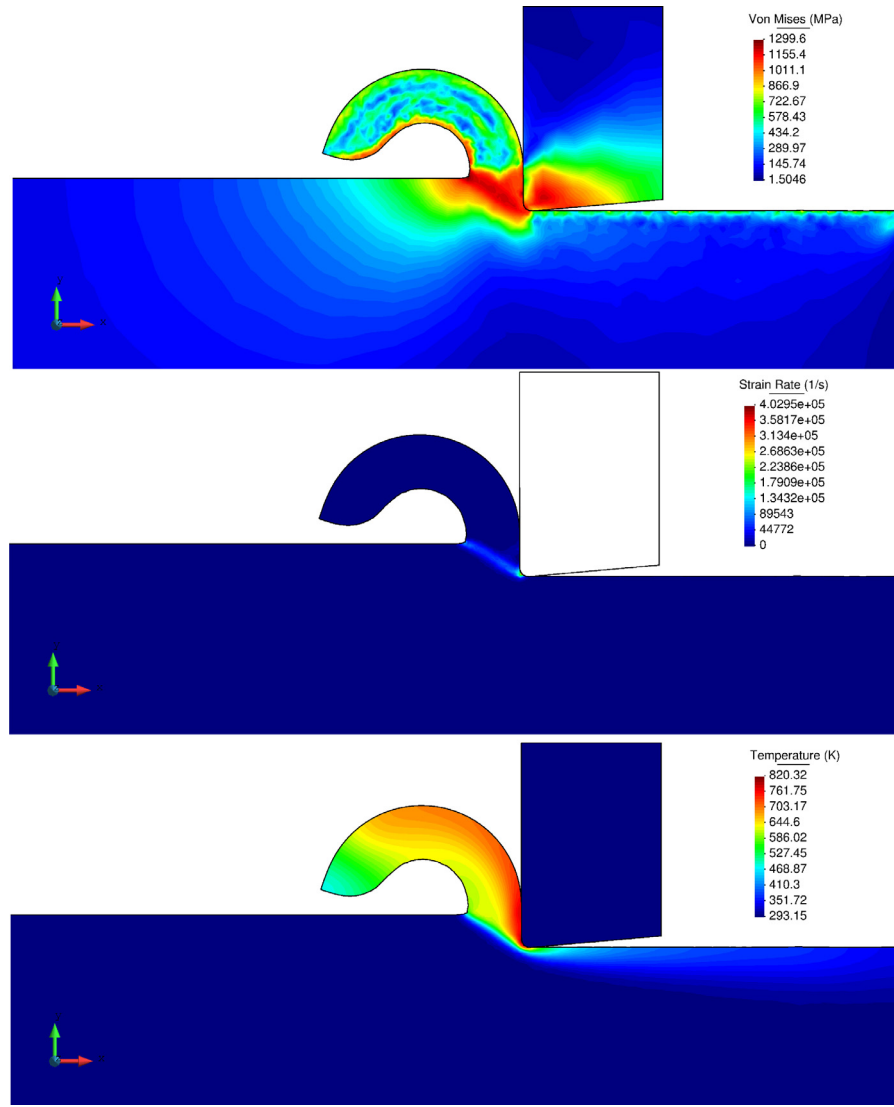 Von Mises (MPa)
1299.6
1155.4
1011.1
866.9
722.67
578.43
434.2
289.97
145.74
1.5046
y
z
x
Strain Rate (1/s)
4.0295e+05
3.5817e+05
3.134e+05
2.6863e+05
2.2386e+05
1.7909e+05
1.3432e+05
89543
44772
0
y
z
x
Temperature (K)
820.32
761.75
703.17
644.6
586.02
527.45
468.87
410.3
351.72
293.15
y
z
x